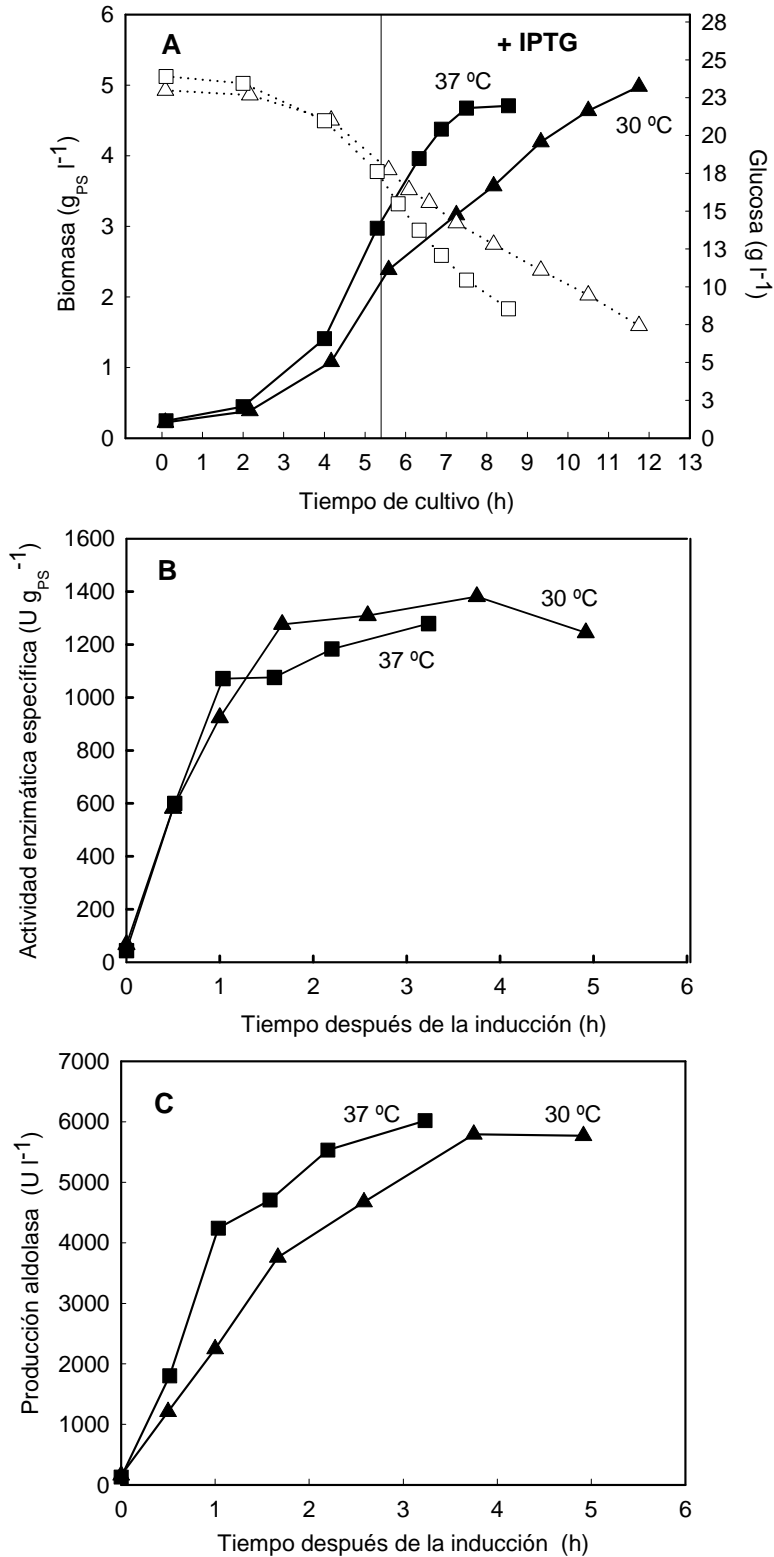 A
+ IPTG
37 ºC
30 ºC
Biomasa (g_PS l^-1)
6
5
4
3
2
1
0
Glucosa (g l^-1)
28
25
23
20
18
15
13
10
8
5
3
0
0 1 2 3 4 5 6 7 8 9 10 11 12 13
Tiempo de cultivo (h)
B
30 ºC
37 ºC
Actividad enzimática específica (U g_PS^-1)
1600
1400
1200
1000
800
600
400
200
0
0 1 2 3 4 5 6
Tiempo después de la inducción (h)
C
37 ºC
30 ºC
Producción aldolasa (U l^-1)
7000
6000
5000
4000
3000
2000
1000
0
0 1 2 3 4 5 6
Tiempo después de la inducción (h)